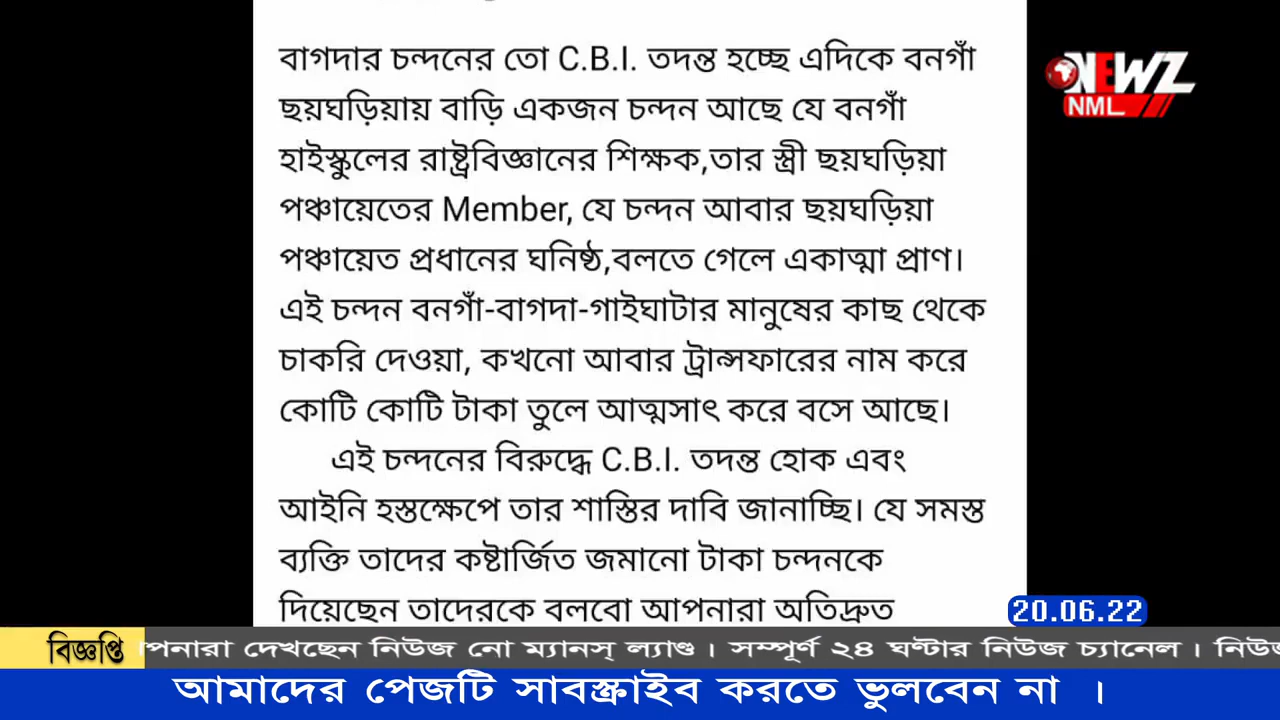 বাগদার চন্দনের তো C.B.I. তদন্ত হচ্ছে এদিকে বনগাঁ
ছয়ঘড়িয়ায় বাড়ি একজন চন্দন আছে যে বনগাঁ
হাইস্কুলের রাষ্ট্রবিজ্ঞানের শিক্ষক,তার স্ত্রী ছয়ঘড়িয়া
পঞ্চায়েতের Member, যে চন্দন আবার ছয়ঘড়িয়া
পঞ্চায়েত প্রধানের ঘনিষ্ঠ,বলতে গেলে একাত্মা প্রাণ।
এই চন্দন বনগাঁ-বাগদা-গাইঘাটার মানুষের কাছ থেকে
চাকরি দেওয়া, কখনো আবার ট্রান্সফারের নাম করে
কোটি কোটি টাকা তুলে আত্মসাৎ করে বসে আছে।
এই চন্দনের বিরুদ্ধে C.B.I. তদন্ত হোক এবং
আইনি হস্তক্ষেপে তার শাস্তির দাবি জানাচ্ছি। যে সমস্ত
ব্যক্তি তাদের কষ্টার্জিত জমানো টাকা চন্দনকে
দিয়েছেন তাদেরকে বলবো আপনারা অতিদ্রুত
NEWZ
NML
20.06.22
বিজ্ঞপ্তি
পনারা দেখছেন নিউজ নো ম্যানস্ ল্যাণ্ড । সম্পূর্ণ ২৪ ঘণ্টার নিউজ চ্যানেল । নিউজ
আমাদের পেজটি সাবস্ক্রাইব করতে ভুলবেন না ।